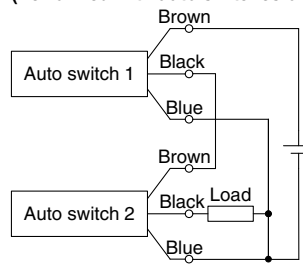 Brown
Auto switch 1
Black
Blue
Brown
Auto switch 2
Black
Load
Blue